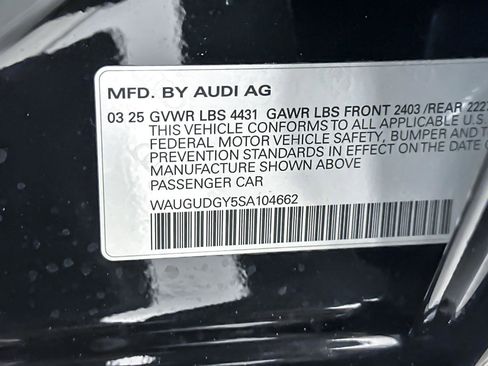 MFD. BY AUDI AG
03 25 GVWR LBS 4431 GAWR LBS FRONT 2403 /REAR 2227
THIS VEHICLE CONFORMS TO ALL APPLICABLE U.S.
FEDERAL MOTOR VEHICLE SAFETY, BUMPER AND
PREVENTION STANDARDS IN EFFECT ON THE DATE
MANUFACTURE SHOWN ABOVE
PASSENGER CAR
WAUGUDGY5SA104662